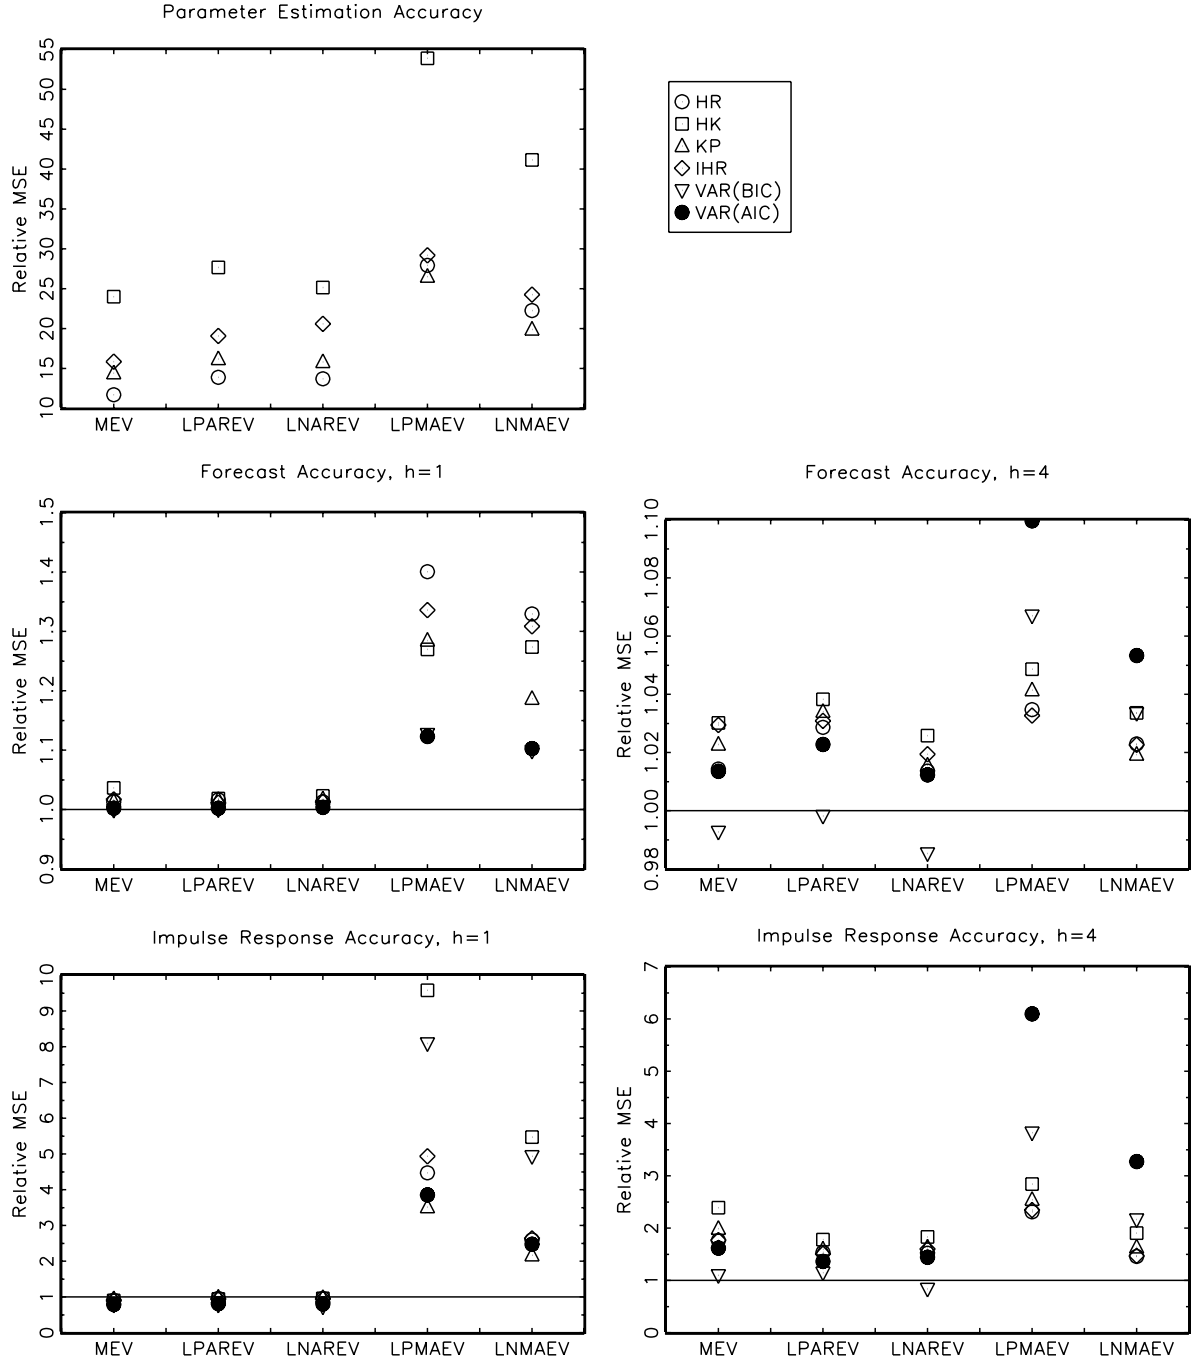 Parameter Estimation Accuracy
Relative MSE
55
50
45
40
35
30
25
20
15
10
MEV LPAREV LNAREV LPMAEV LNMAEV
HR
HK
KP
IHR
VAR(BIC)
VAR(AIC)
Forecast Accuracy, h=1
Relative MSE
1.5
1.4
1.3
1.2
1.1
1.0
0.9
MEV LPAREV LNAREV LPMAEV LNMAEV
Forecast Accuracy, h=4
Relative MSE
1.10
1.08
1.06
1.04
1.02
1.00
0.98
MEV LPAREV LNAREV LPMAEV LNMAEV
Impulse Response Accuracy, h=1
Relative MSE
10
9
8
7
6
5
4
3
2
1
0
MEV LPAREV LNAREV LPMAEV LNMAEV
Impulse Response Accuracy, h=4
Relative MSE
7
6
5
4
3
2
1
0
MEV LPAREV LNAREV LPMAEV LNMAEV